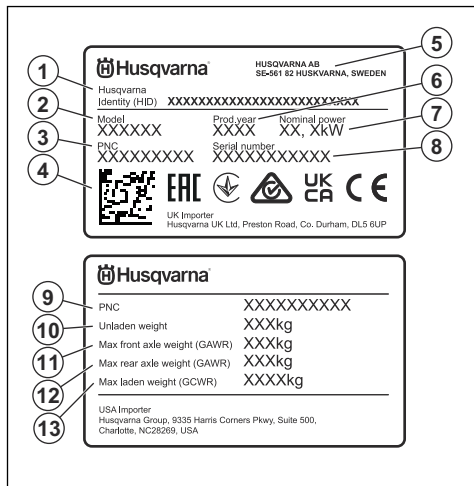 Husqvarna
HUSQVARNA AB
SE-561 82 HUSKVARNA, SWEDEN
5
1
Husqvarna
Identity (HID) XXXXXXXXXXXXXXXXXXXXXXXXX
6
2
Model Prod.year Nominal power
XXXXXX XXXX XX, XkW
7
3
PNC Serial number
XXXXXXXXX XXXXXXXXXXX
8
4
EAC UK CA CE
UK Importer
Husqvarna UK Ltd, Preston Road, Co. Durham, DL5 6UP
Husqvarna
9
PNC XXXXXXXXXX
10
Unladen weight XXXkg
11
Max front axle weight (GAWR) XXXkg
12
Max rear axle weight (GAWR) XXXkg
13
Max laden weight (GCWR) XXXXkg
USA Importer
Husqvarna Group, 9335 Harris Corners Pkwy, Suite 500,
Charlotte, NC28269, USA